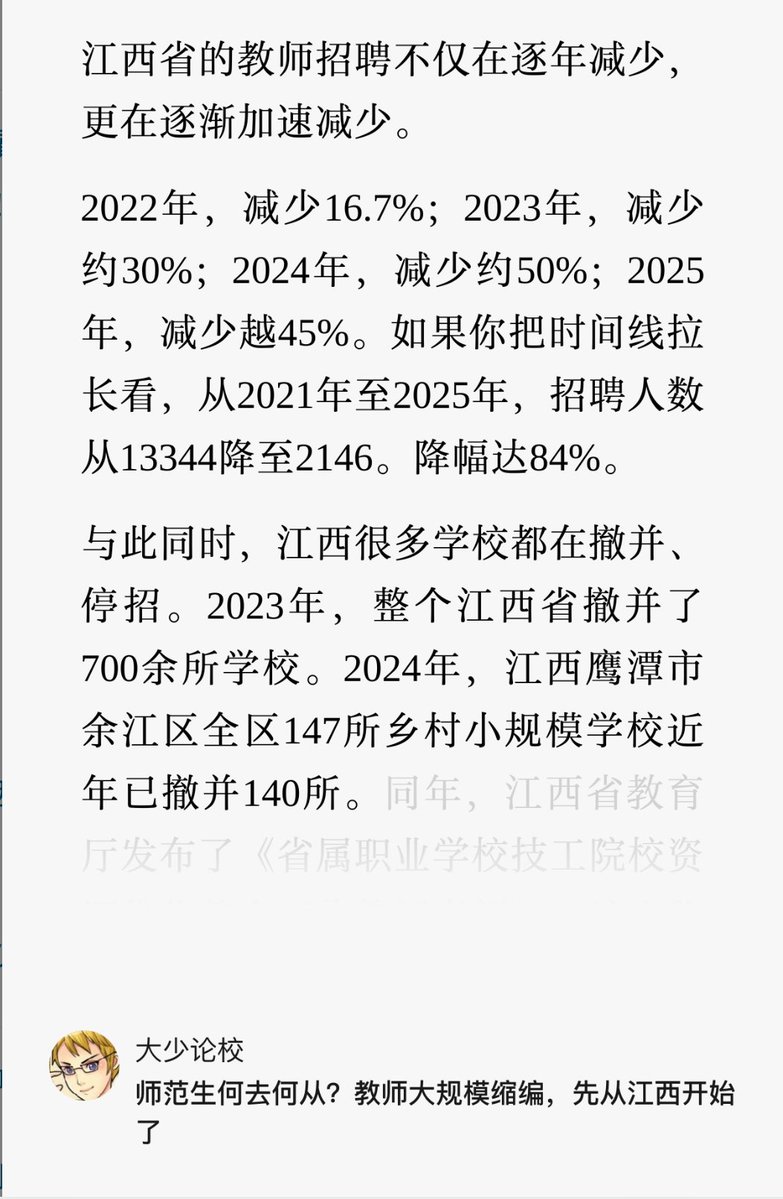 江西省的教师招聘不仅在逐年减少，
更在逐渐加速减少。
2022年，减少16.7%；2023年，减少
约30%；2024年，减少约50%；2025
年，减少越45%。如果你把时间线拉
长看，从2021年至2025年，招聘人数
从13344降至2146。降幅达84%。
与此同时，江西很多学校都在撤并、
停招。2023年，整个江西省撤并了
700余所学校。2024年，江西鹰潭市
余江区全区147所乡村小规模学校近
年已撤并140所。同年，江西省教育
厅发布了《省属职业学校技工院校资
大少论校
师范生何去何从？教师大规模缩编，先从江西开始
了